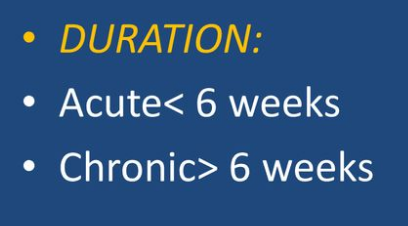 • DURATION:
• Acute< 6 weeks
• Chronic> 6 weeks